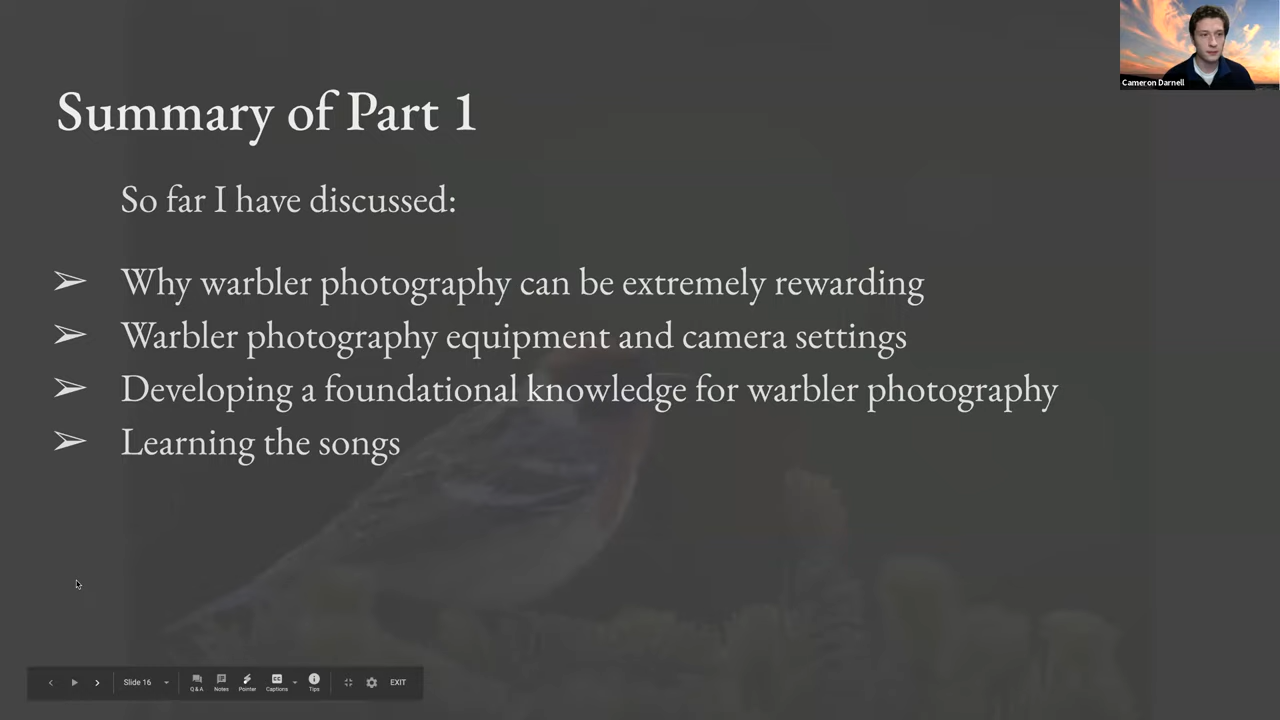 Cameron Darnell
Summary of Part 1
So far I have discussed:
➢ Why warbler photography can be extremely rewarding
➢ Warbler photography equipment and camera settings
➢ Developing a foundational knowledge for warbler photography
➢ Learning the songs
Slide 16
Q&A Notes Pointer Captions Tips
EXIT